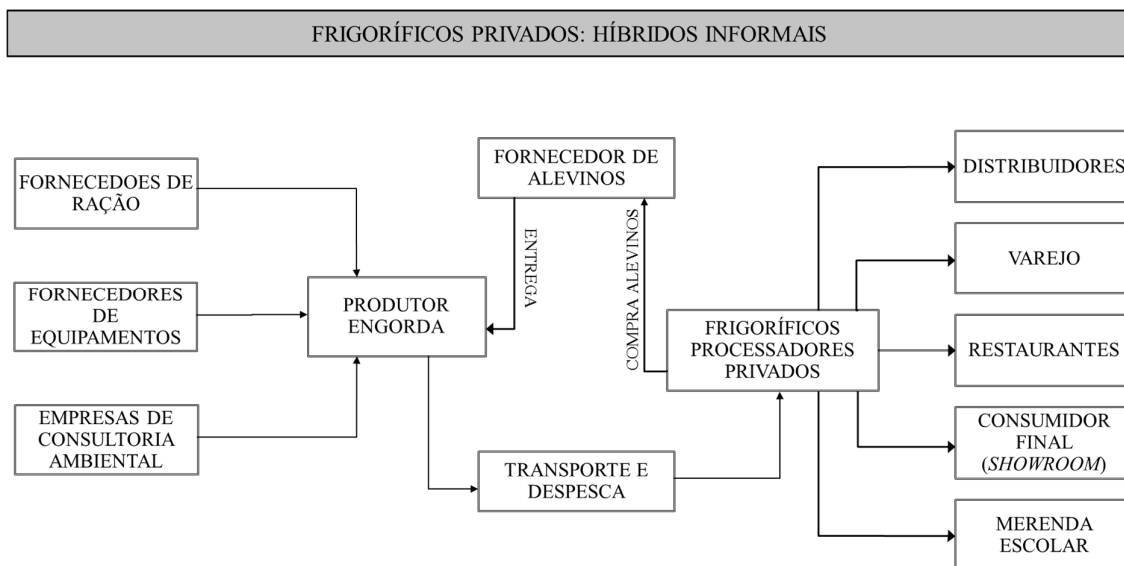 FRIGORÍFICOS PRIVADOS: HÍBRIDOS INFORMAIS
FORNECEDOES DE
RAÇÃO
FORNECEDORES
DE
EQUIPAMENTOS
EMPRESAS DE
CONSULTORIA
AMBIENTAL
PRODUTOR
ENGORDA
FORNECEDOR DE
ALEVINOS
ENTREGA
COMPRA ALEVINOS
TRANSPORTE E
DESPESCA
FRIGORÍFICOS
PROCESSADORES
PRIVADOS
DISTRIBUIDORES
VAREJO
RESTAURANTES
CONSUMIDOR
FINAL
(SHOWROOM)
MERENDA
ESCOLAR